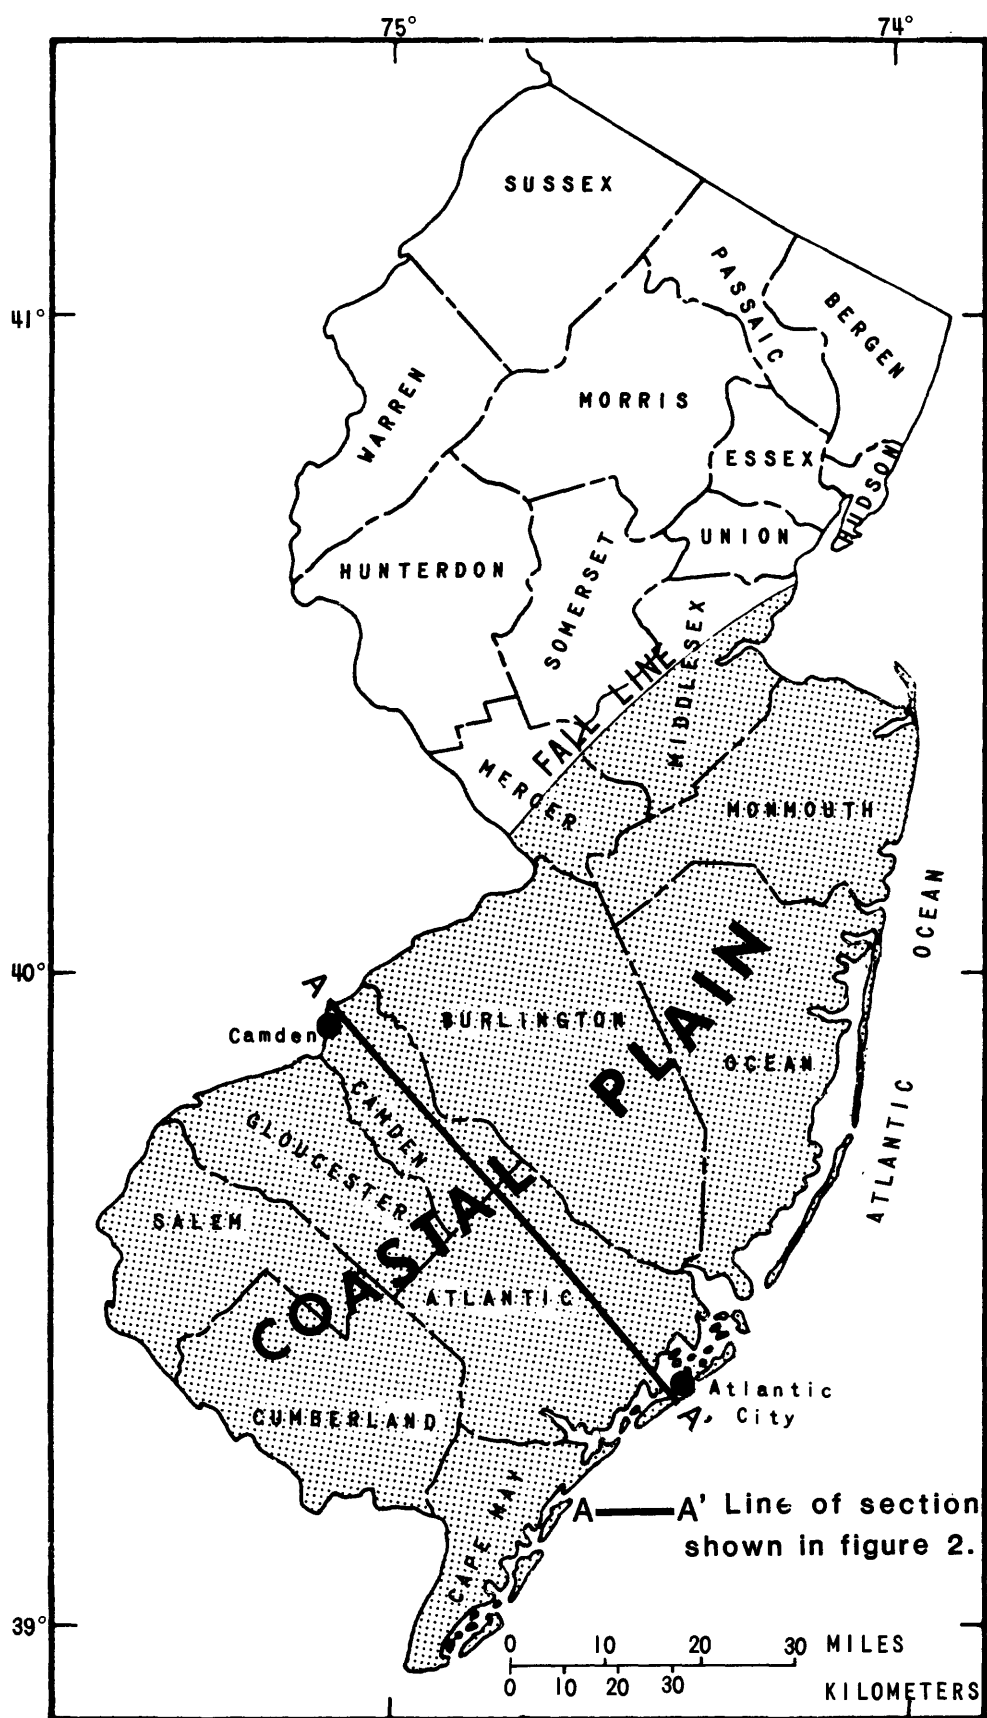 75° 74°
SUSSEX
PASSAIC
BERGEN
41°
WARREN
MORRIS
ESSEX
HUDSON
UNION
HUNTERDON
SOMERSET
MIDDLESEX
FALL LINE
MERCER
MONMOUTH
OCEAN
ATLANTIC
40°
A
Camden
BURLINGTON
OCEAN
CAMDEN
GLOUCESTER
SALEM
COASTAL PLAIN
ATLANTIC
Atlantic
City
A'
CUMBERLAND
CAPE MAY
A A' Line of section
shown in figure 2.
39°
0 10 20 30 MILES
0 10 20 30 KILOMETERS